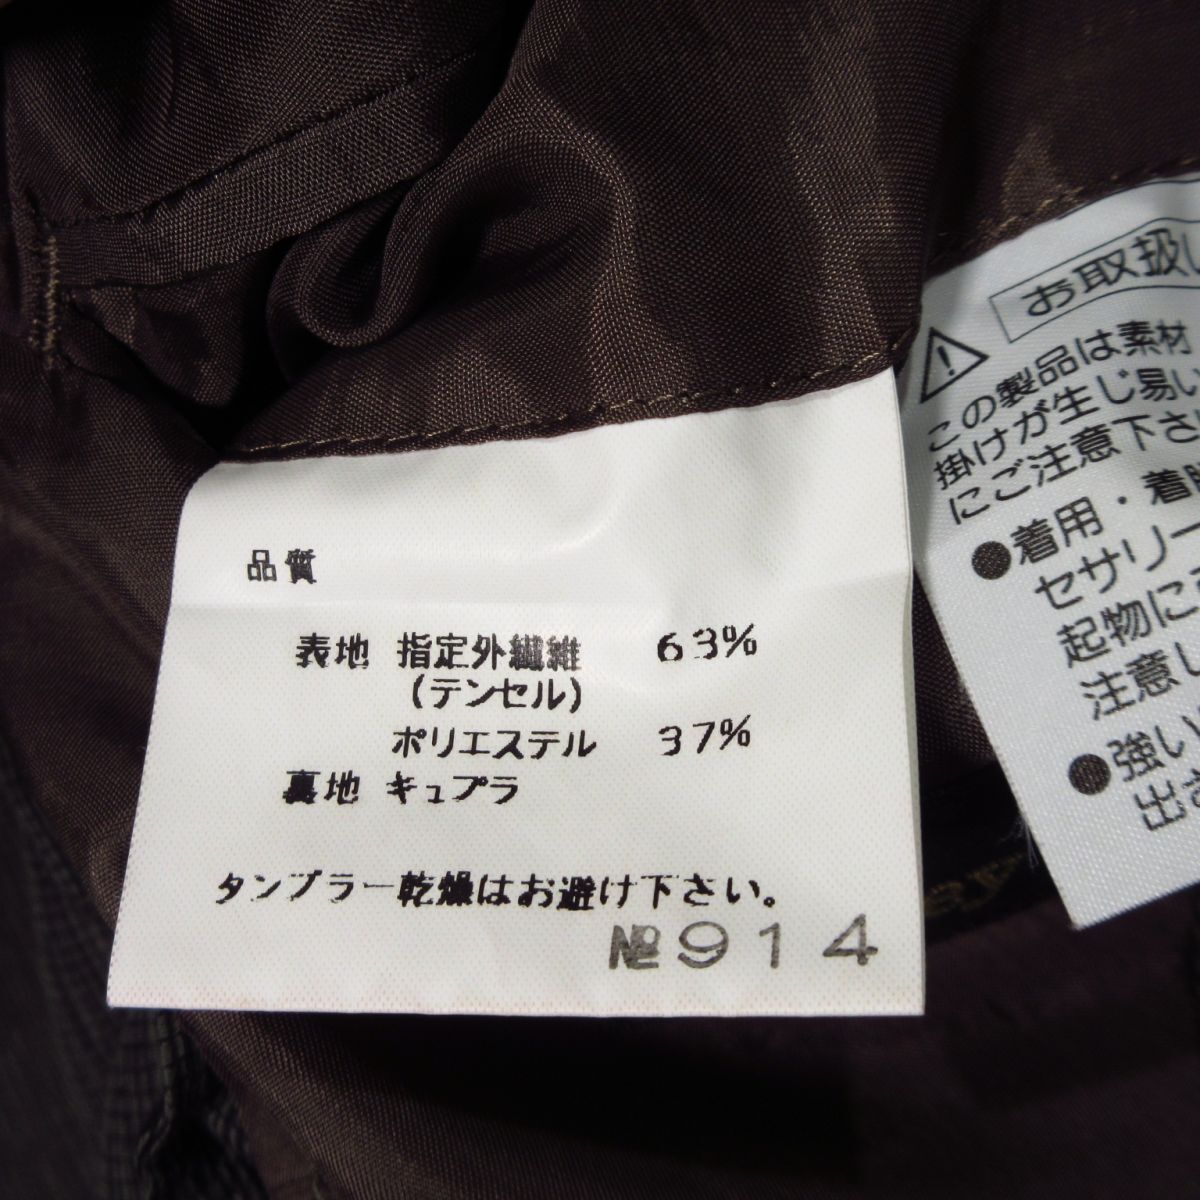 品質
表地 指定外繊維 63%
(テンセル)
ポリエステル 37%
裏地 キュプラ
タンブラー乾燥はお避け下さい。
№914
お取扱い
この製品は素材
掛けが生じ易い
にご注意下さ
●着用・着脱
セサリー
起物に
注意し
●強い
出さ